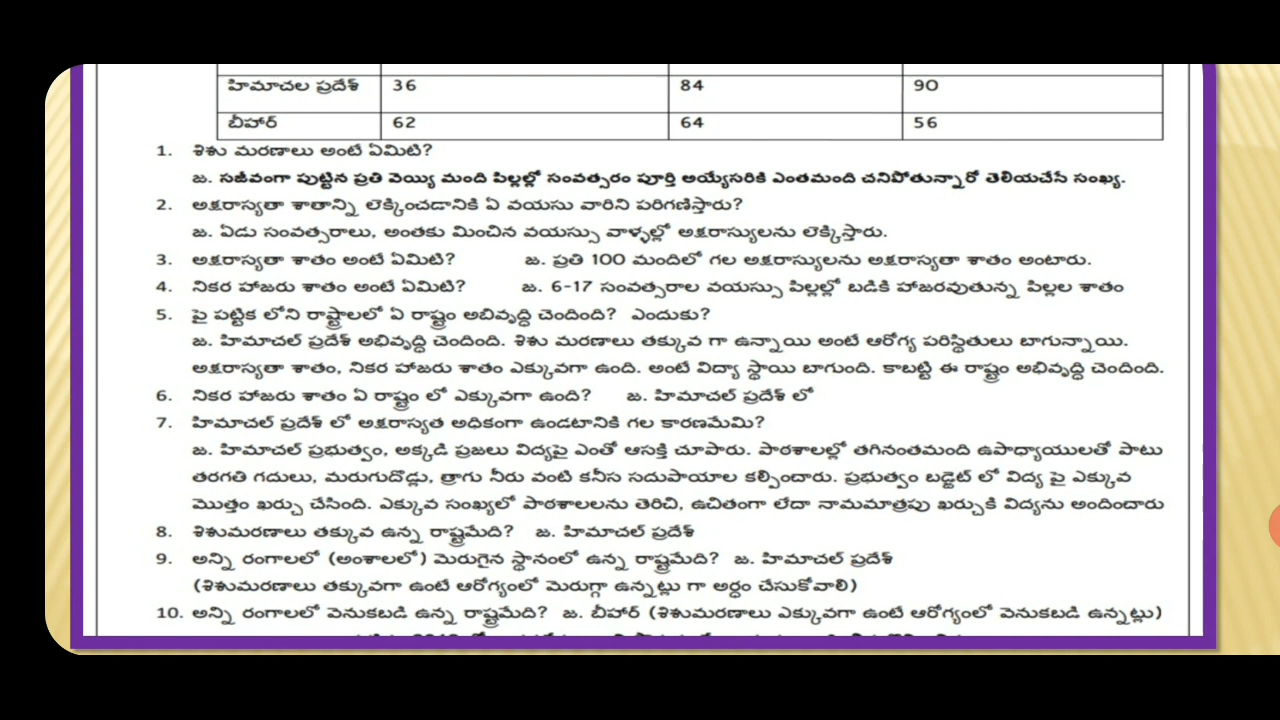 హిమాచల ప్రదేశ్ 36 84 90
బీహార్ 62 64 56
1. శిశు మరణాలు అంటే ఏమిటి?
జ. సజీవంగా పుట్టిన ప్రతి వెయ్యి మంది పిల్లల్లో సంవత్సరం పూర్తి అయ్యేసరికి ఎంతమంది చనిపోతున్నారో తెలియచేసే సంఖ్య.
2. అక్షరాస్యతా శాతాన్ని లెక్కించడానికి ఏ వయసు వారిని పరిగణిస్తారు?
జ. ఏడు సంవత్సరాలు, అంతకు మించిన వయస్సు వాళ్ళల్లో అక్షరాస్యులను లెక్కిస్తారు.
3. అక్షరాస్యతా శాతం అంటే ఏమిటి? జ. ప్రతి 100 మందిలో గల అక్షరాస్యులను అక్షరాస్యతా శాతం అంటారు.
4. నికర హాజరు శాతం అంటే ఏమిటి? జ. 6-17 సంవత్సరాల వయస్సు పిల్లల్లో బడికి హాజరవుతున్న పిల్లల శాతం
5. పై పట్టిక లోని రాష్ట్రాలలో ఏ రాష్ట్రం అబివృద్ధి చెందింది? ఎందుకు?
జ. హిమాచల్ ప్రదేశ్ అభివృద్ధి చెందింది. శిశు మరణాలు తక్కువ గా ఉన్నాయి అంటే ఆరోగ్య పరిస్థితులు బాగున్నాయి.
అక్షరాస్యతా శాతం, నికర హాజరు శాతం ఎక్కువగా ఉంది. అంటే విద్యా స్థాయి బాగుంది. కాబట్టి ఈ రాష్ట్రం అభివృద్ధి చెందింది.
6. నికర హాజరు శాతం ఏ రాష్ట్రం లో ఎక్కువగా ఉంది? జ. హిమాచల్ ప్రదేశ్ లో
7. హిమాచల్ ప్రదేశ్ లో అక్షరాస్యత అధికంగా ఉండటానికి గల కారణమేమి?
జ. హిమాచల్ ప్రభుత్వం, అక్కడి ప్రజలు విద్యపై ఎంతో ఆసక్తి చూపారు. పాఠశాలల్లో తగినంతమంది ఉపాధ్యాయులతో పాటు
తరగతి గదులు, మరుగుదొడ్లు, త్రాగు నీరు వంటి కనీస సదుపాయాల కల్పించారు. ప్రభుత్వం బడ్జెట్ లో విద్య పై ఎక్కువ
మొత్తం ఖర్చు చేసింది. ఎక్కువ సంఖ్యలో పాఠశాలలను తెరిచి, ఉచితంగా లేదా నామమాత్రపు ఖర్చుకి విద్యను అందించారు
8. శిశుమరణాలు తక్కువ ఉన్న రాష్ట్రమేది? జ. హిమాచల్ ప్రదేశ్
9. అన్ని రంగాలలో (అంశాలలో) మెరుగైన స్థానంలో ఉన్న రాష్ట్రమేది? జ. హిమాచల్ ప్రదేశ్
(శిశుమరణాలు తక్కువగా ఉంటే ఆరోగ్యంలో మెరుగ్గా ఉన్నట్లు గా అర్ధం చేసుకోవాలి)
10. అన్ని రంగాలలో వెనుకబడి ఉన్న రాష్ట్రమేది? జ. బీహార్ (శిశుమరణాలు ఎక్కువగా ఉంటే ఆరోగ్యంలో వెనుకబడి ఉన్నట్లు)